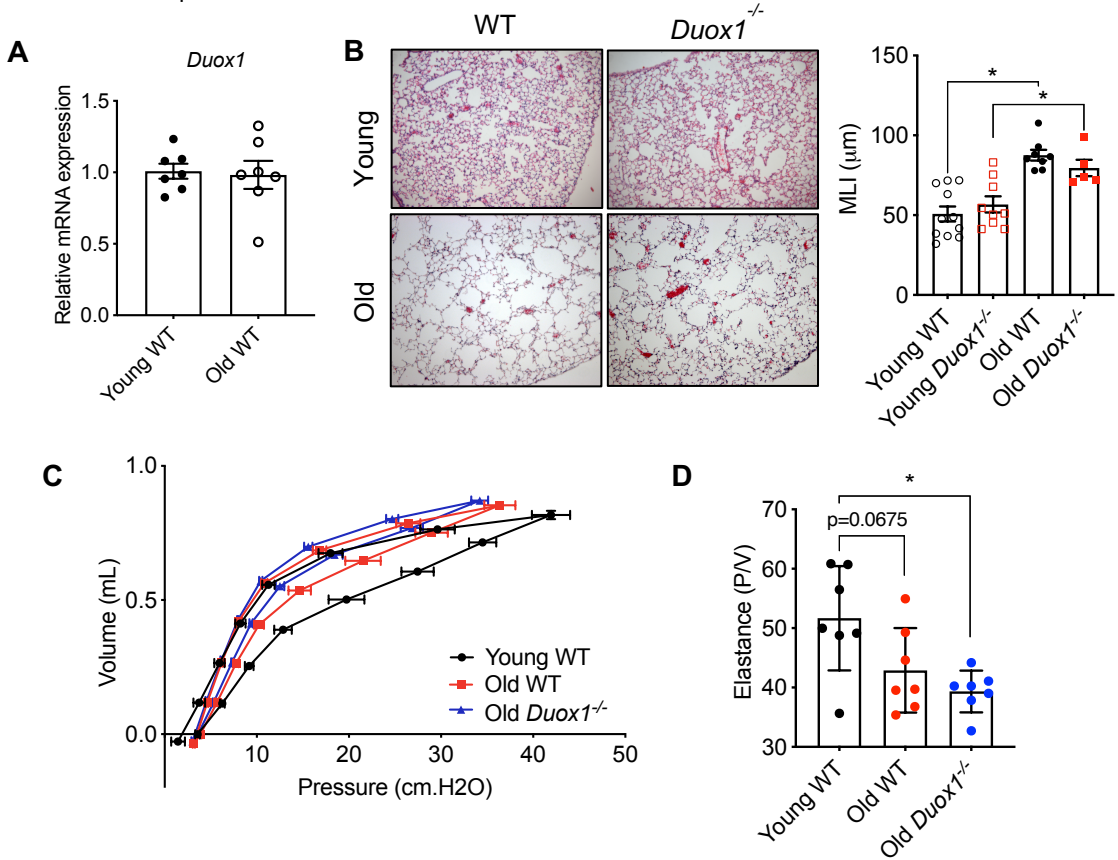 A
Duox1
Relative mRNA expression
1.5
1.0
0.5
0.0
Young WT
Old WT
B
WT
Duox1-/-
Young
Old
MLI (μm)
150
100
50
0
*
*
Young WT
Young Duox1-/-
Old WT
Old Duox1-/-
C
Volume (mL)
1.0
0.5
0.0
10
20
30
40
50
Pressure (cm.H2O)
Young WT
Old WT
Old Duox1-/-
D
Elastance (P/V)
70
60
50
40
30
*
p=0.0675
Young WT
Old WT
Old Duox1-/-